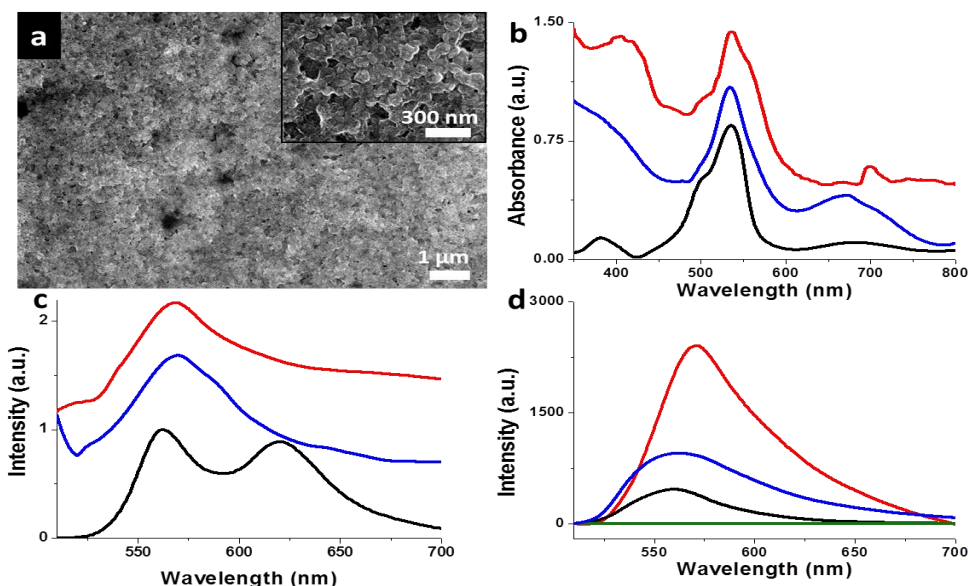 a
300 nm
1 µm
b
Absorbance (a.u.)
1.50
0.75
0.00
400
500
600
700
800
Wavelength (nm)
c
Intensity (a.u.)
2
1
0
550
600
650
700
Wavelength (nm)
d
Intensity (a.u.)
3000
1500
0
550
600
650
700
Wavelength (nm)